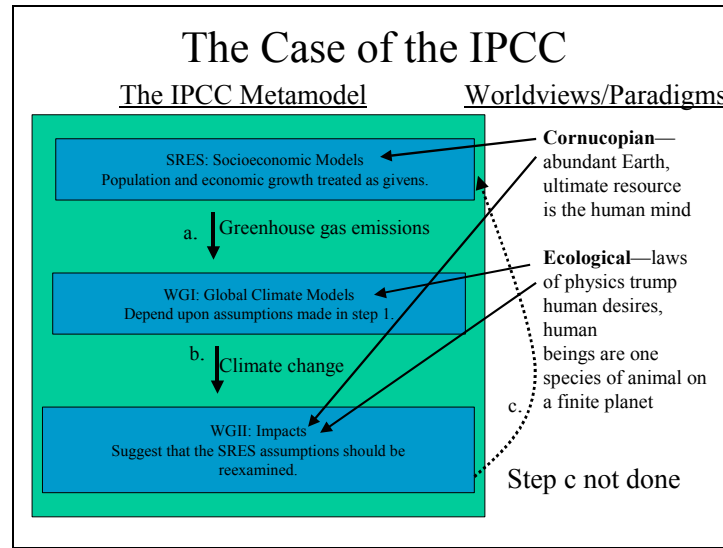 The Case of the IPCC
The IPCC Metamodel
Worldviews/Paradigms
SRES: Socioeconomic Models
Population and economic growth treated as givens.
a.
Greenhouse gas emissions
WGI: Global Climate Models
Depend upon assumptions made in step 1.
b.
Climate change
WGII: Impacts
Suggest that the SRES assumptions should be
reexamined.
Cornucopian—
abundant Earth,
ultimate resource
is the human mind
Ecological—laws
of physics trump
human desires,
human
beings are one
species of animal on
a finite planet
c.
Step c not done